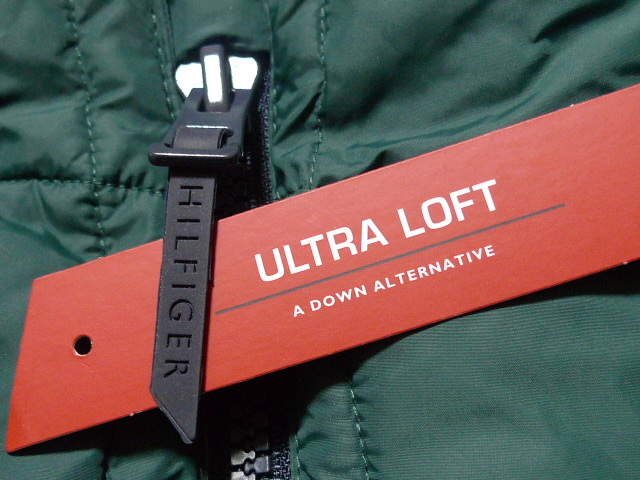 HILFIGER
ULTRA LOFT
A DOWN ALTERNATIVE